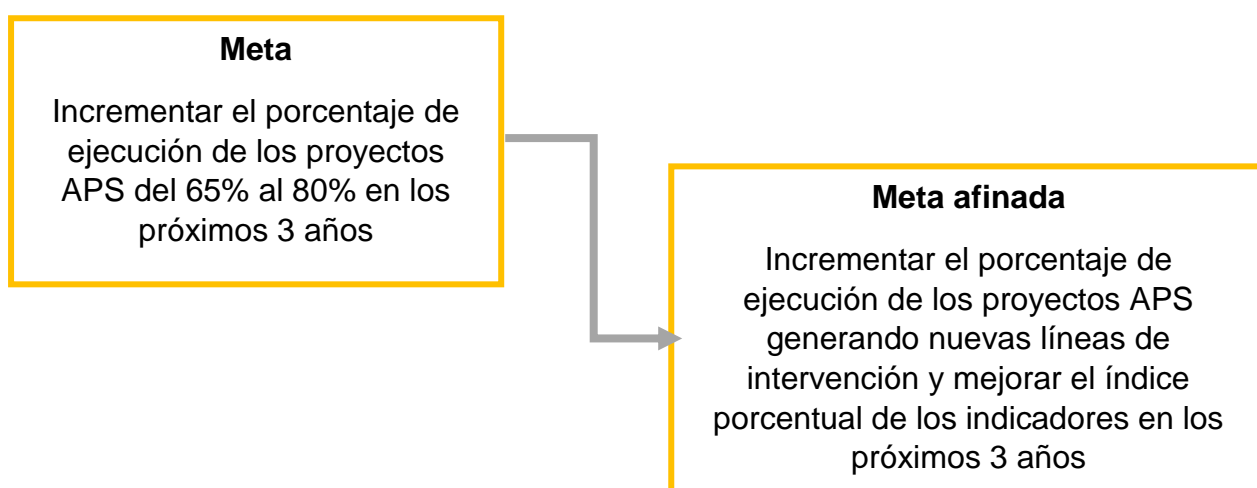 Meta
Incrementar el porcentaje de
ejecución de los proyectos
APS del 65% al 80% en los
próximos 3 años
Meta afinada
Incrementar el porcentaje de
ejecución de los proyectos APS
generando nuevas líneas de
intervención y mejorar el índice
porcentual de los indicadores en los
próximos 3 años